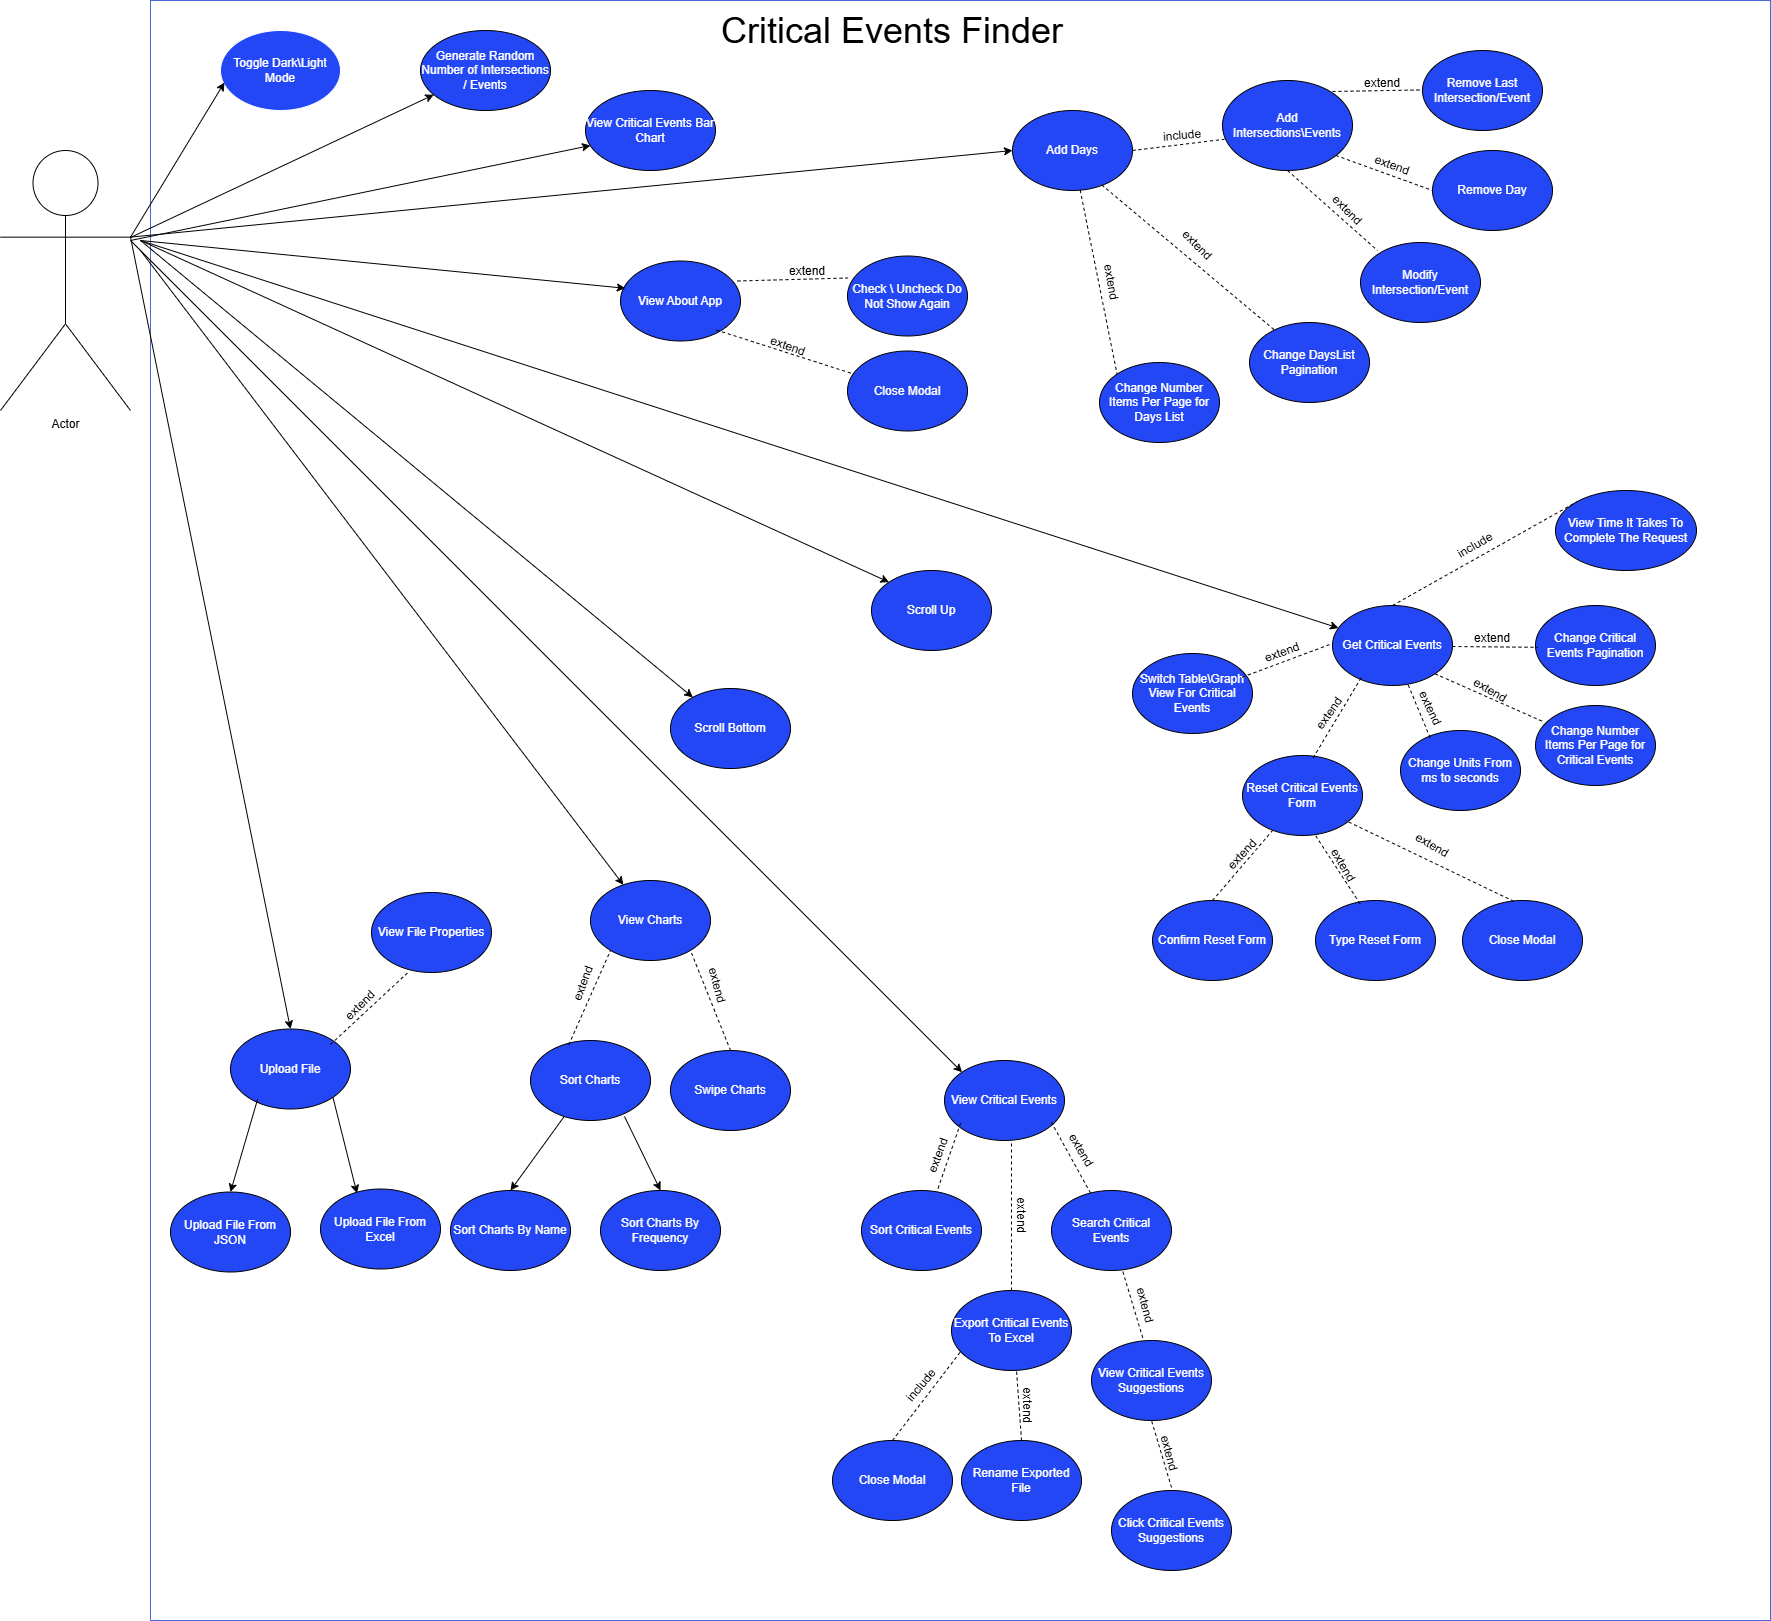 Critical Events Finder
Toggle Dark\Light
Mode
Generate Random
Number of Intersections
/ Events
View Critical Events Bar
Chart
Add Days
include
Add
Intersections\Events
extend
Remove Last
Intersection/Event
extend
Remove Day
extend
Modify
Intersection/Event
extend
Change DaysList
Pagination
extend
Change Number
Items Per Page for
Days List
View About App
extend
Check \ Uncheck Do
Not Show Again
extend
Close Modal
Actor
Scroll Up
Scroll Bottom
include
View Time It Takes To
Complete The Request
Get Critical Events
extend
Change Critical
Events Pagination
extend
Switch Table\Graph
View For Critical
Events
extend
Change Number
Items Per Page for
Critical Events
extend
Change Units From
ms to seconds
extend
Reset Critical Events
Form
extend
Confirm Reset Form
extend
Type Reset Form
extend
Close Modal
View File Properties
extend
Upload File
Upload File From
JSON
Upload File From
Excel
View Charts
extend
extend
Sort Charts
Swipe Charts
Sort Charts By Name
Sort Charts By
Frequency
View Critical Events
extend
extend
extend
Sort Critical Events
Search Critical
Events
extend
Export Critical Events
To Excel
View Critical Events
Suggestions
include
extend
extend
Close Modal
Rename Exported
File
Click Critical Events
Suggestions